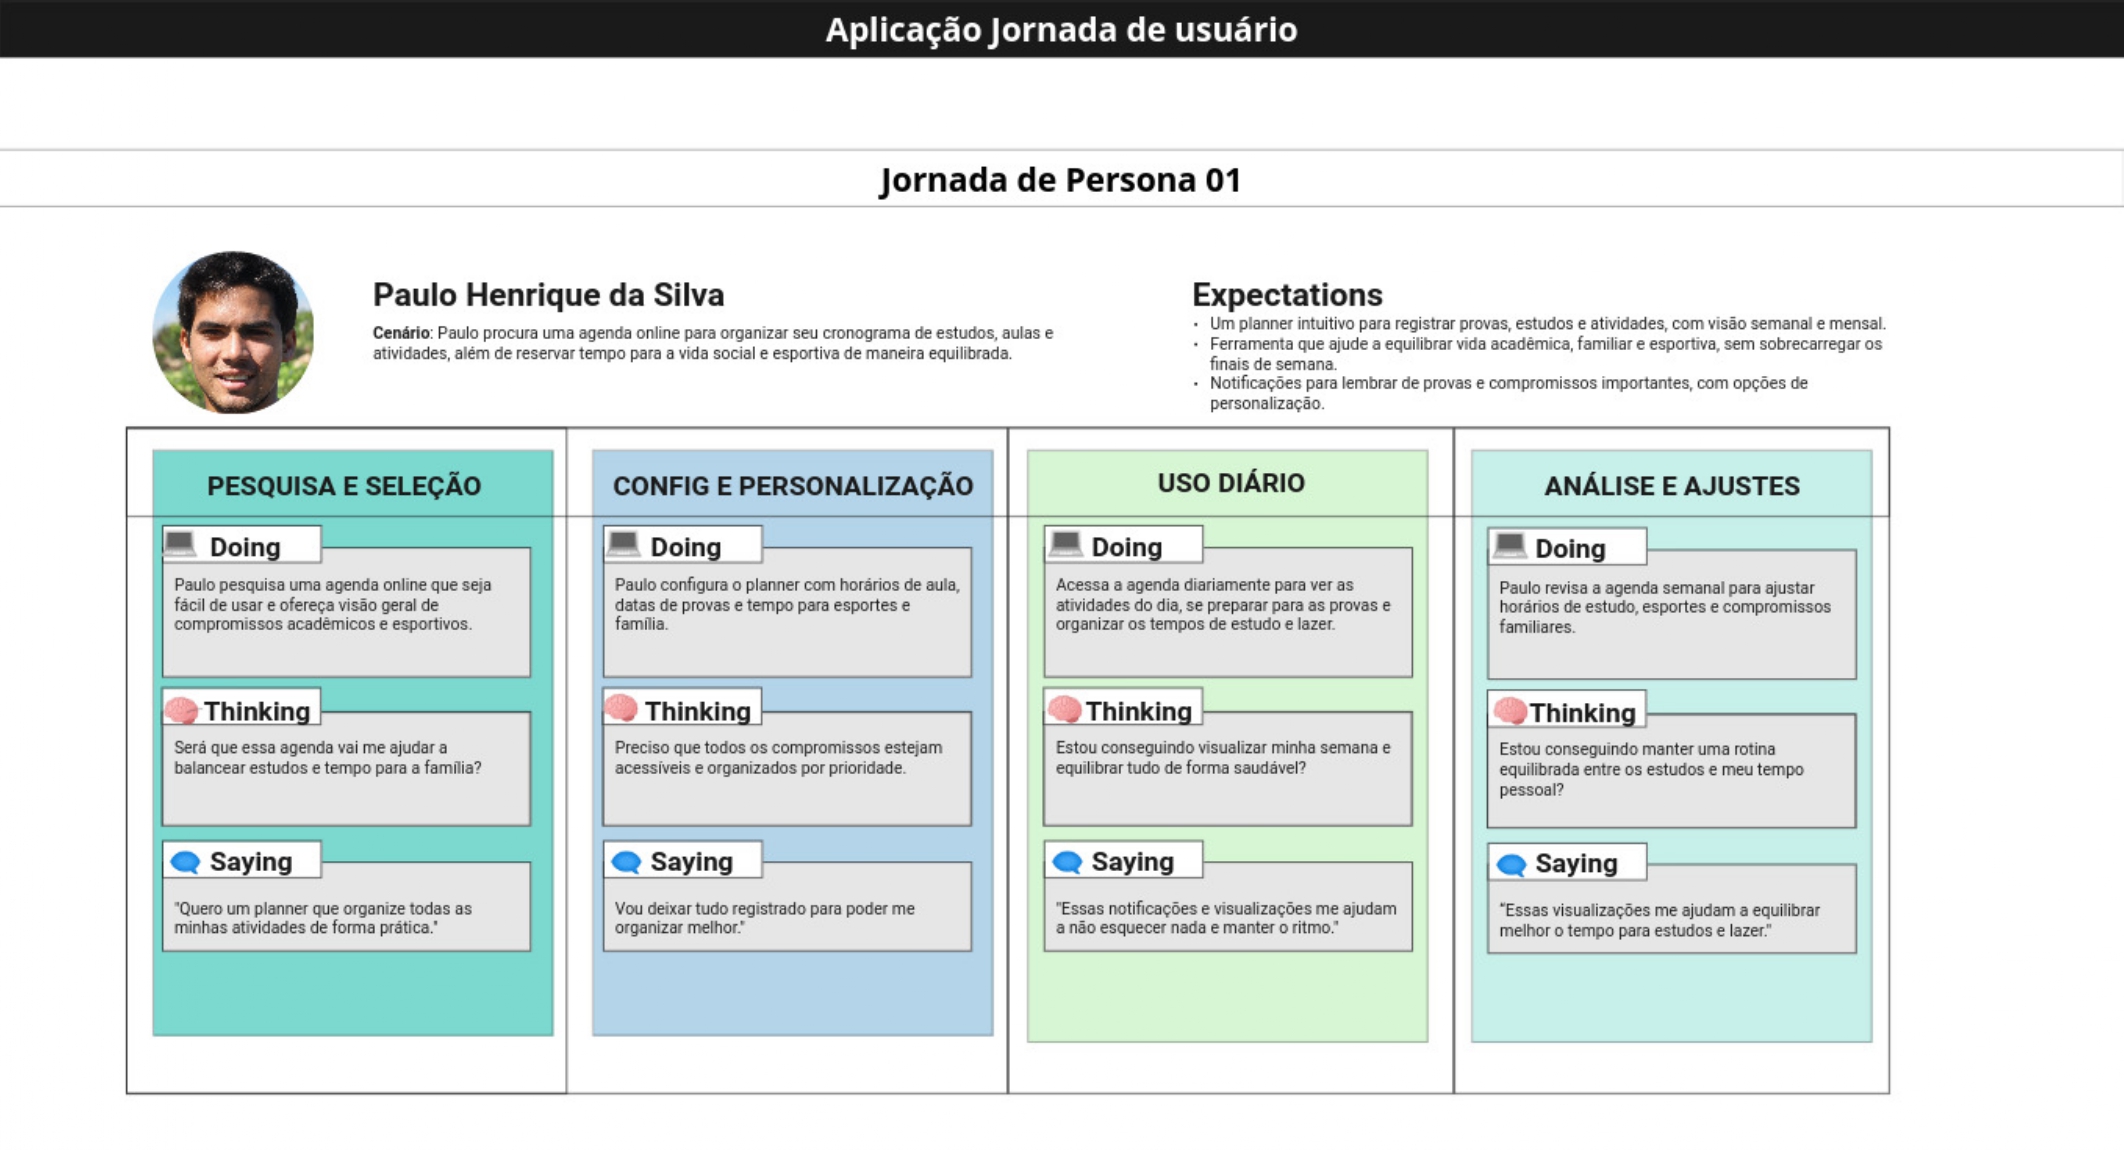 Aplicação Jornada de usuário
Jornada de Persona 01
Paulo Henrique da Silva
Cenário: Paulo procura uma agenda online para organizar seu cronograma de estudos, aulas e
atividades, além de reservar tempo para a vida social e esportiva de maneira equilibrada.
Expectations
• Um planner intuitivo para registrar provas, estudos e atividades, com visão semanal e mensal.
• Ferramenta que ajude a equilibrar vida acadêmica, familiar e esportiva, sem sobrecarregar os
finais de semana.
• Notificações para lembrar de provas e compromissos importantes, com opções de
personalização.
PESQUISA E SELEÇÃO
Doing
Paulo pesquisa uma agenda online que seja
fácil de usar e ofereça visão geral de
compromissos acadêmicos e esportivos.
Thinking
Será que essa agenda vai me ajudar a
balancear estudos e tempo para a família?
Saying
"Quero um planner que organize todas as
minhas atividades de forma prática."
CONFIG E PERSONALIZAÇÃO
Doing
Paulo configura o planner com horários de aula,
datas de provas e tempo para esportes e
família.
Thinking
Preciso que todos os compromissos estejam
acessíveis e organizados por prioridade.
Saying
Vou deixar tudo registrado para poder me
organizar melhor."
USO DIÁRIO
Doing
Acessa a agenda diariamente para ver as
atividades do dia, se preparar para as provas e
organizar os tempos de estudo e lazer.
Thinking
Estou conseguindo visualizar minha semana e
equilibrar tudo de forma saudável?
Saying
"Essas notificações e visualizações me ajudam
a não esquecer nada e manter o ritmo."
ANÁLISE E AJUSTES
Doing
Paulo revisa a agenda semanal para ajustar
horários de estudo, esportes e compromissos
familiares.
Thinking
Estou conseguindo manter uma rotina
equilibrada entre os estudos e meu tempo
pessoal?
Saying
“Essas visualizações me ajudam a equilibrar
melhor o tempo para estudos e lazer."